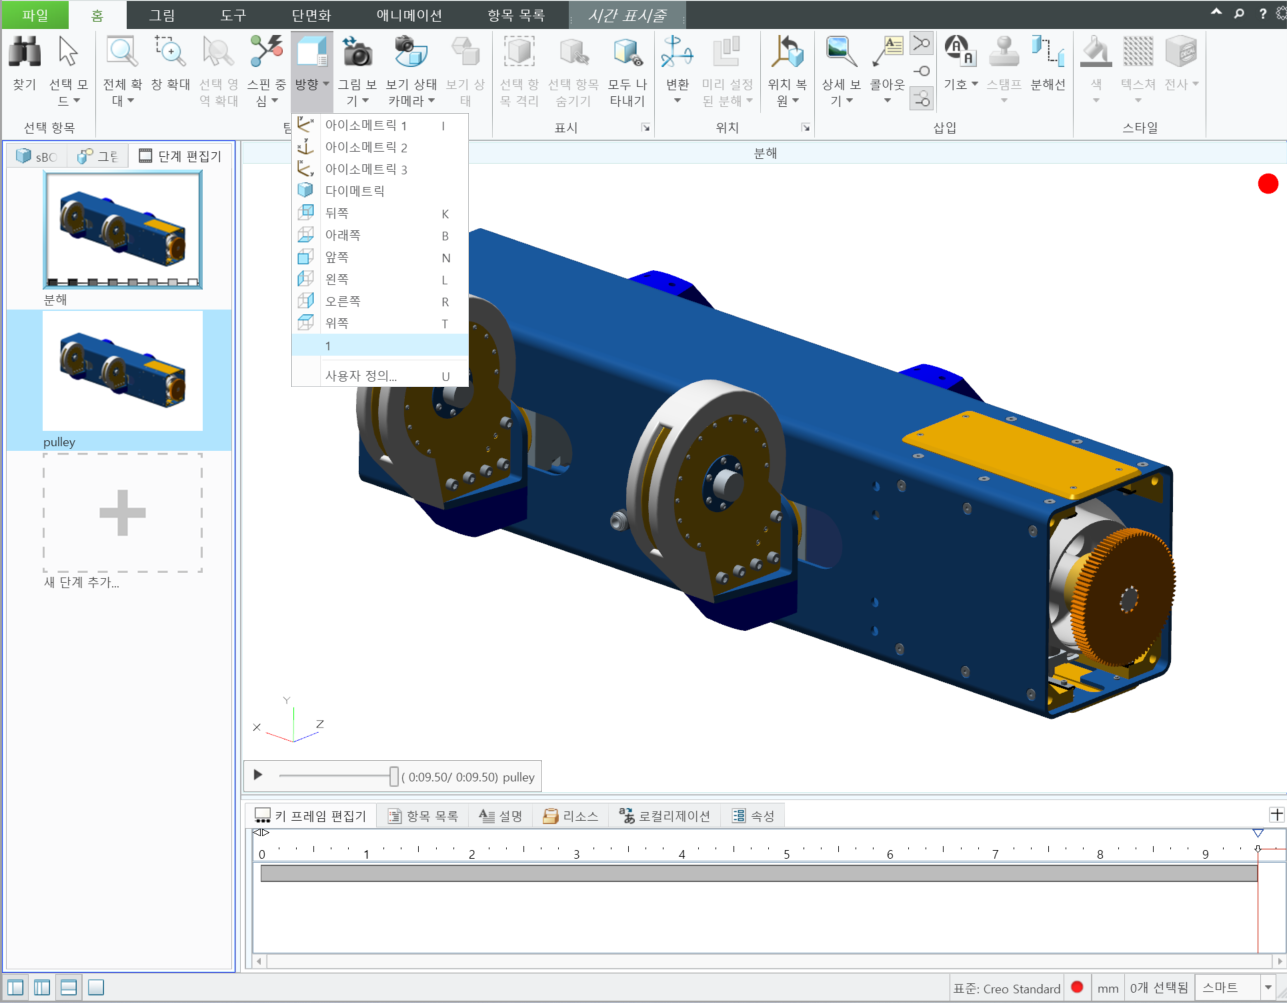 파일 홈 그림 도구 단면화 애니메이션 항목 목록 시간 표시줄
찾기
선택 모
드
전체 확
대
창 확대
선택 영
역 확대
스핀 중
심
방향
그림 보
기
보기 상태
카메라
보기 상
태
선택 항
목 격리
선택 항목
숨기기
모두 나
타내기
변환
미리 설정
된 분해
위치 복
원
상세 보
기
콜아웃
기호
스탬프
분해선
색
텍스쳐
전사
선택 항목
표시
위치
삽입
스타일
아이소메트릭 1 I
아이소메트릭 2
아이소메트릭 3
다이메트릭
뒤쪽 K
아래쪽 B
앞쪽 N
왼쪽 L
오른쪽 R
위쪽 T
1
사용자 정의... U
단계 편집기
분해
pulley
새 단계 추가...
분해
Y
X
Z
( 0:09.50/ 0:09.50) pulley
키 프레임 편집기 항목 목록 설명 리소스 로컬리제이션 속성
0 1 2 3 4 5 6 7 8 9
표준: Creo Standard mm 0개 선택됨 스마트